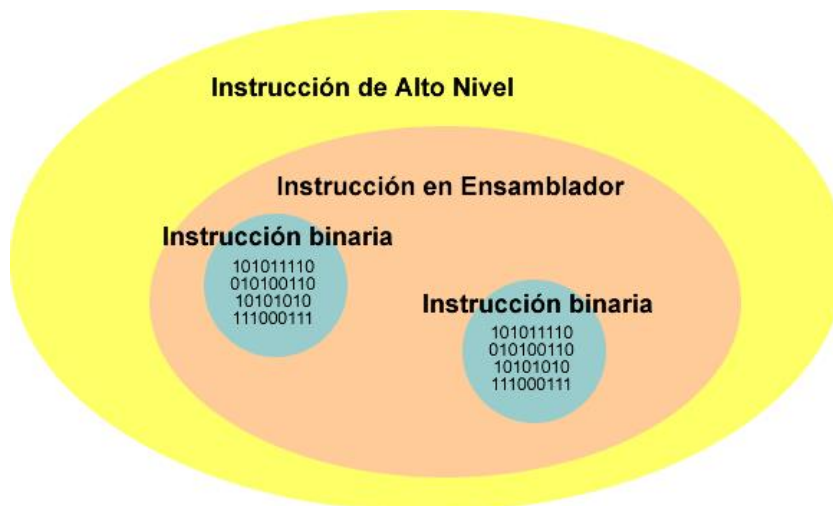 Instrucción de Alto Nivel
Instrucción en Ensamblador
Instrucción binaria
101011110
010100110
10101010
111000111
Instrucción binaria
101011110
010100110
10101010
111000111